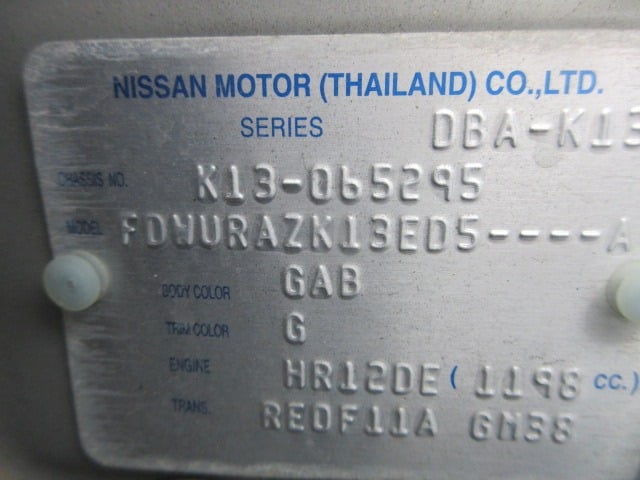 NISSAN MOTOR (THAILAND) CO.,LTD.
SERIES DBA-K13
CHASSIS NO. K13-065295
MODEL FDWURAZK13ED5----A
BODY COLOR GAB
TRIM COLOR G
ENGINE HR12DE ( 1198 CC.)
TRANS. REOF11A GM38